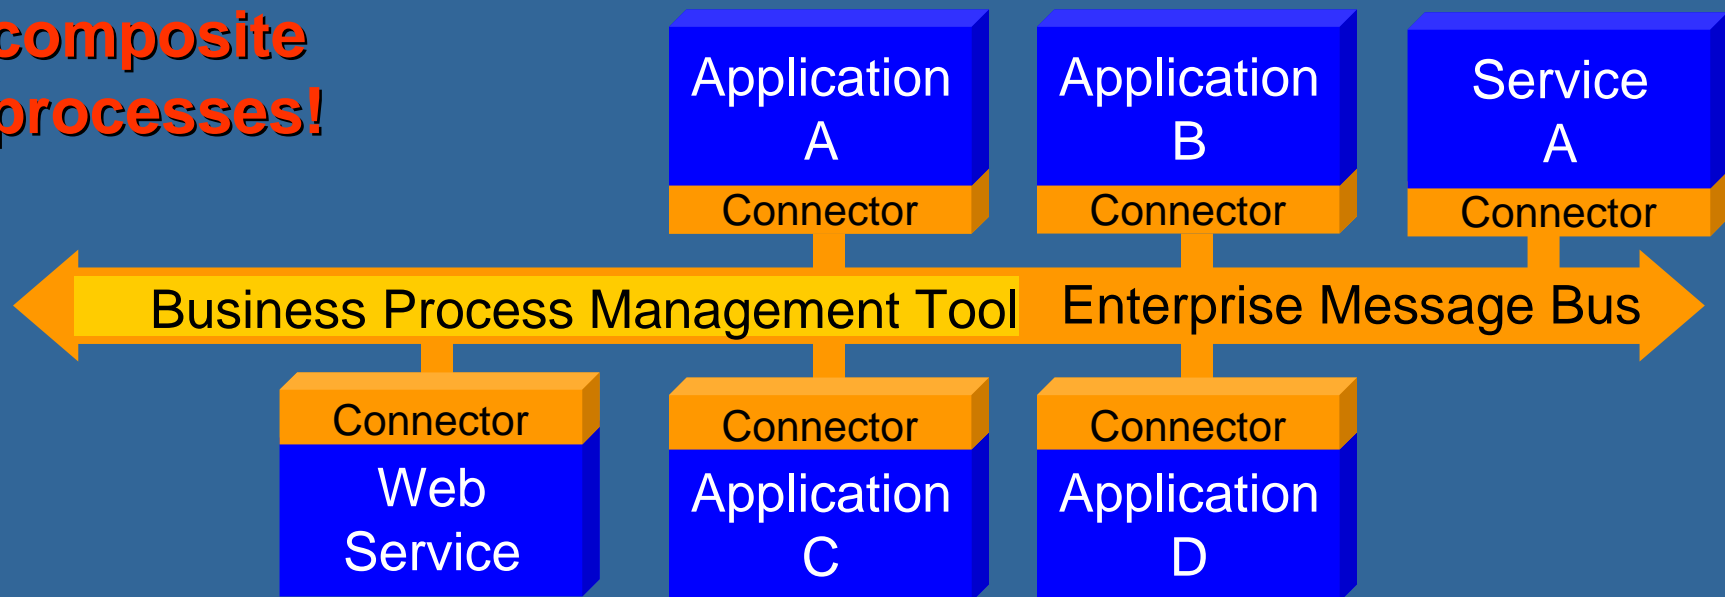 composite
processes!
Application
A
Connector
Application
B
Connector
Service
A
Connector
Business Process Management Tool
Enterprise Message Bus
Connector
Web
Service
Connector
Application
C
Connector
Application
D